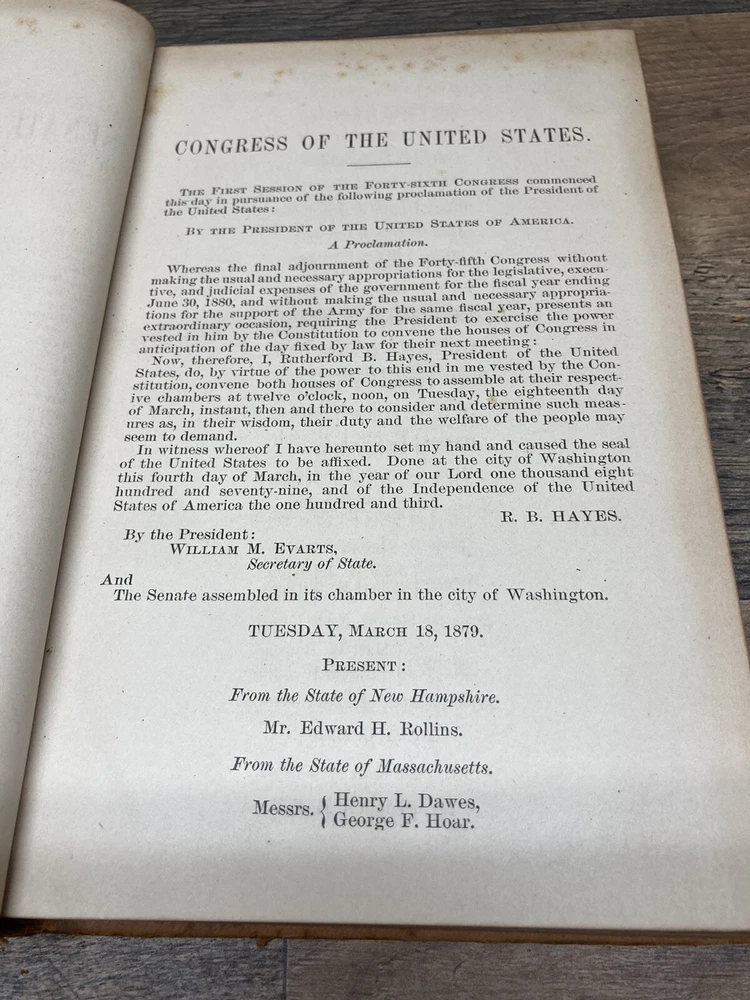 CONGRESS OF THE UNITED STATES.
THE FIRST SESSION OF THE FORTY-SIXTH CONGRESS commenced
this day in pursuance of the following proclamation of the President of
the United States:
BY THE PRESIDENT OF THE UNITED STATES OF AMERICA.
A Proclamation.
Whereas the final adjournment of the Forty-fifth Congress without
making the usual and necessary appropriations for the legislative, execu-
tive, and judicial expenses of the government for the fiscal year ending
June 30, 1880, and without making the usual and necessary appropria-
tions for the support of the Army for the same fiscal year, presents an
extraordinary occasion, requiring the President to exercise the power
vested in him by the Constitution to convene the houses of Congress in
anticipation of the day fixed by law for their next meeting:
Now, therefore, I, Rutherford B. Hayes, President of the United
States, do, by virtue of the power to this end in me vested by the Con-
stitution, convene both houses of Congress to assemble at their respect-
ive chambers at twelve o'clock, noon, on Tuesday, the eighteenth day
of March, instant, then and there to consider and determine such meas-
ures as, in their wisdom, their duty and the welfare of the people may
seem to demand.
In witness whereof I have hereunto set my hand and caused the seal
of the United States to be affixed. Done at the city of Washington
this fourth day of March, in the year of our Lord one thousand eight
hundred and seventy-nine, and of the Independence of the United
States of America the one hundred and third.
R. B. HAYES.
By the President:
WILLIAM M. EVARTS,
Secretary of State.
And
The Senate assembled in its chamber in the city of Washington.
TUESDAY, MARCH 18, 1879.
PRESENT:
From the State of New Hampshire.
Mr. Edward H. Rollins.
From the State of Massachusetts.
Messrs. { Henry L. Dawes,
George F. Hoar.